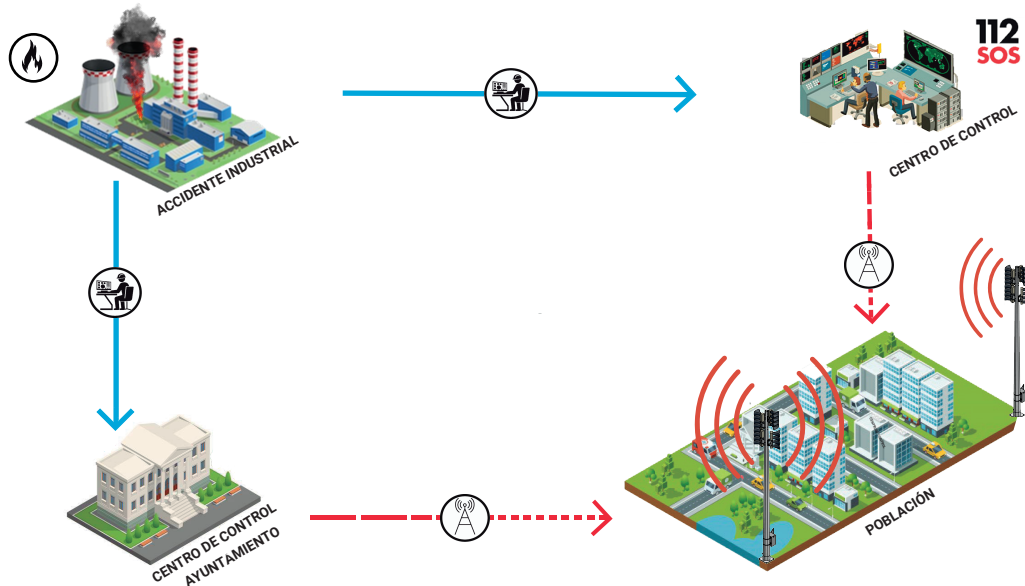 112
SOS
ACCIDENTE INDUSTRIAL
CENTRO DE CONTROL
CENTRO DE CONTROL
AYUNTAMIENTO
POBLACIÓN